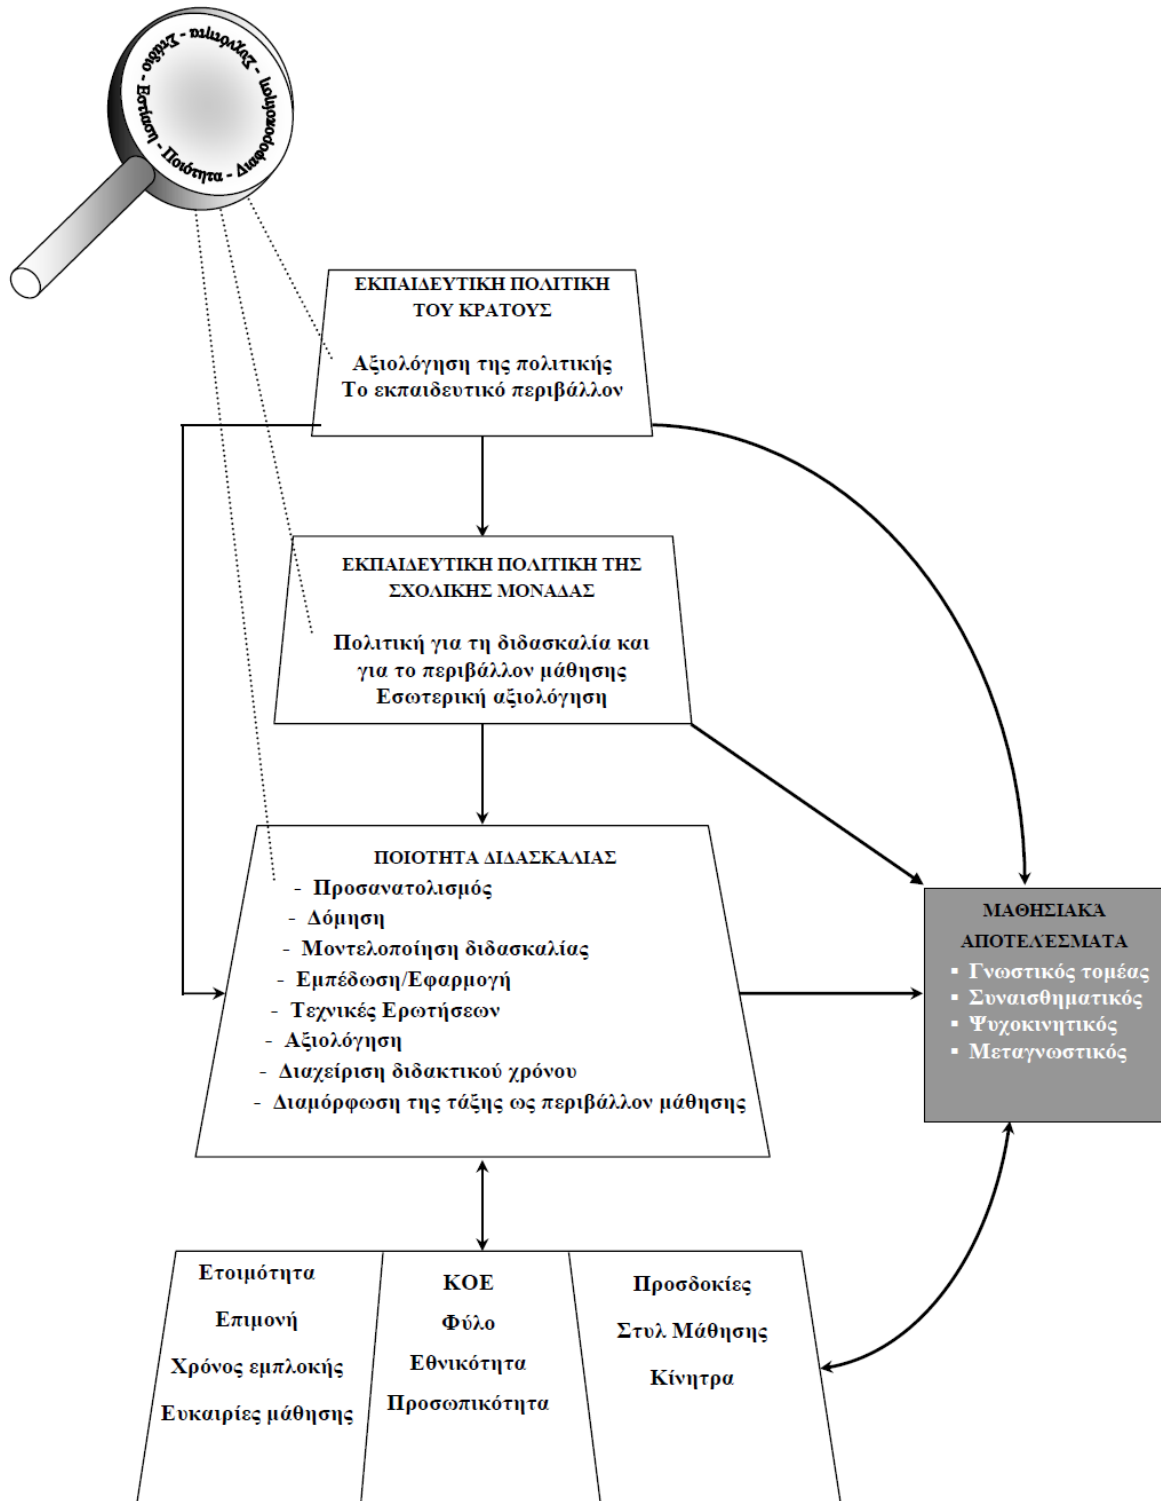 Συχνότητα - Στάδιο - Εστίαση - Ποιότητα - Διαφοροποίηση -
ΕΚΠΑΙΔΕΥΤΙΚΗ ΠΟΛΙΤΙΚΗ
ΤΟΥ ΚΡΑΤΟΥΣ
Αξιολόγηση της πολιτικής
Το εκπαιδευτικό περιβάλλον
ΕΚΠΑΙΔΕΥΤΙΚΗ ΠΟΛΙΤΙΚΗ ΤΗΣ
ΣΧΟΛΙΚΗΣ ΜΟΝΑΔΑΣ
Πολιτική για τη διδασκαλία και
για το περιβάλλον μάθησης
Εσωτερική αξιολόγηση
ΠΟΙΟΤΗΤΑ ΔΙΔΑΣΚΑΛΙΑΣ
- Προσανατολισμός
- Δόμηση
- Μοντελοποίηση διδασκαλίας
- Εμπέδωση/Εφαρμογή
- Τεχνικές Ερωτήσεων
- Αξιολόγηση
- Διαχείριση διδακτικού χρόνου
- Διαμόρφωση της τάξης ως περιβάλλον μάθησης
ΜΑΘΗΣΙΑΚΆ
ΑΠΟΤΕΛΈΣΜΑΤΑ
▪ Γνωστικός τομέας
▪ Συναισθηματικός
▪ Ψυχοκινητικός
▪ Μεταγνωστικός
Ετοιμότητα
Επιμονή
Χρόνος εμπλοκής
Ευκαιρίες μάθησης
ΚΟΕ
Φύλο
Εθνικότητα
Προσωπικότητα
Προσδοκίες
Στυλ Μάθησης
Κίνητρα